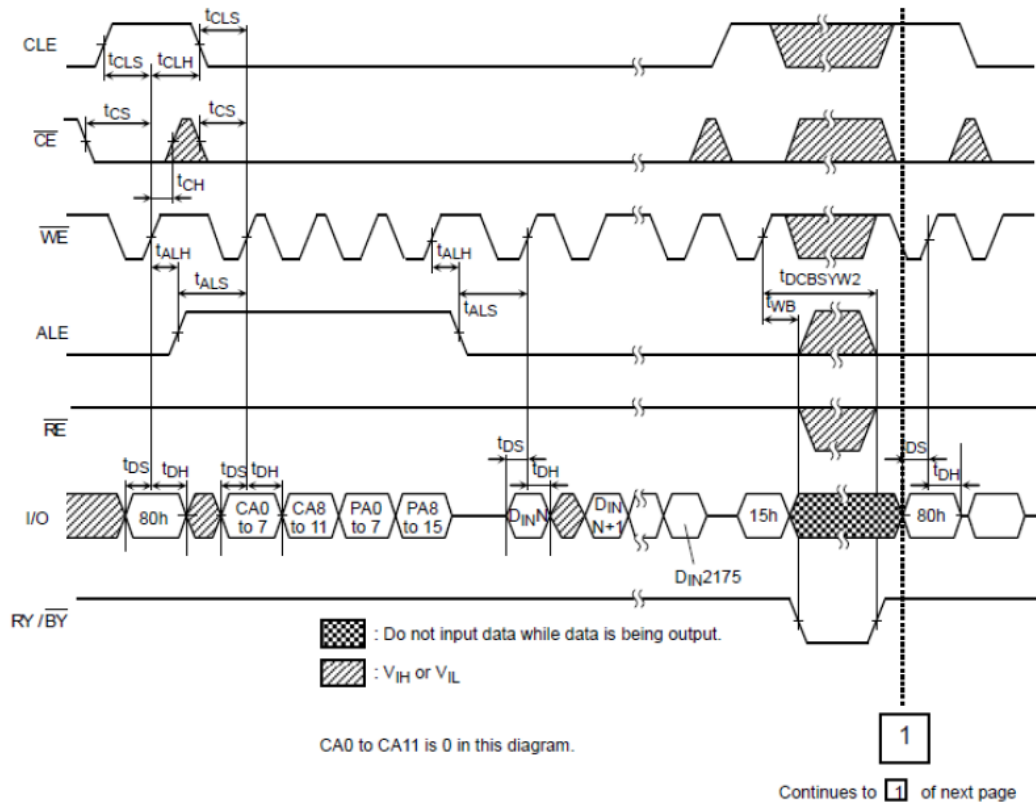 tCLS
CLE
tCLS tCLH
tCS tCS
CE
tCH
WE
tALH tALH
tDCBSYW2
tALS tALS
tWB
ALE
RE
tDS tDH tDS tDH tDS tDH DS tDH
I/O 80h CA0 to 7 CA8 to 11 PA0 to 7 PA8 to 15 DINN DIN N+1 15h 80h
DIN2175
RY / BY
: Do not input data while data is being output.
: VIH or VIL
CA0 to CA11 is 0 in this diagram.
1
Continues to 1 of next page